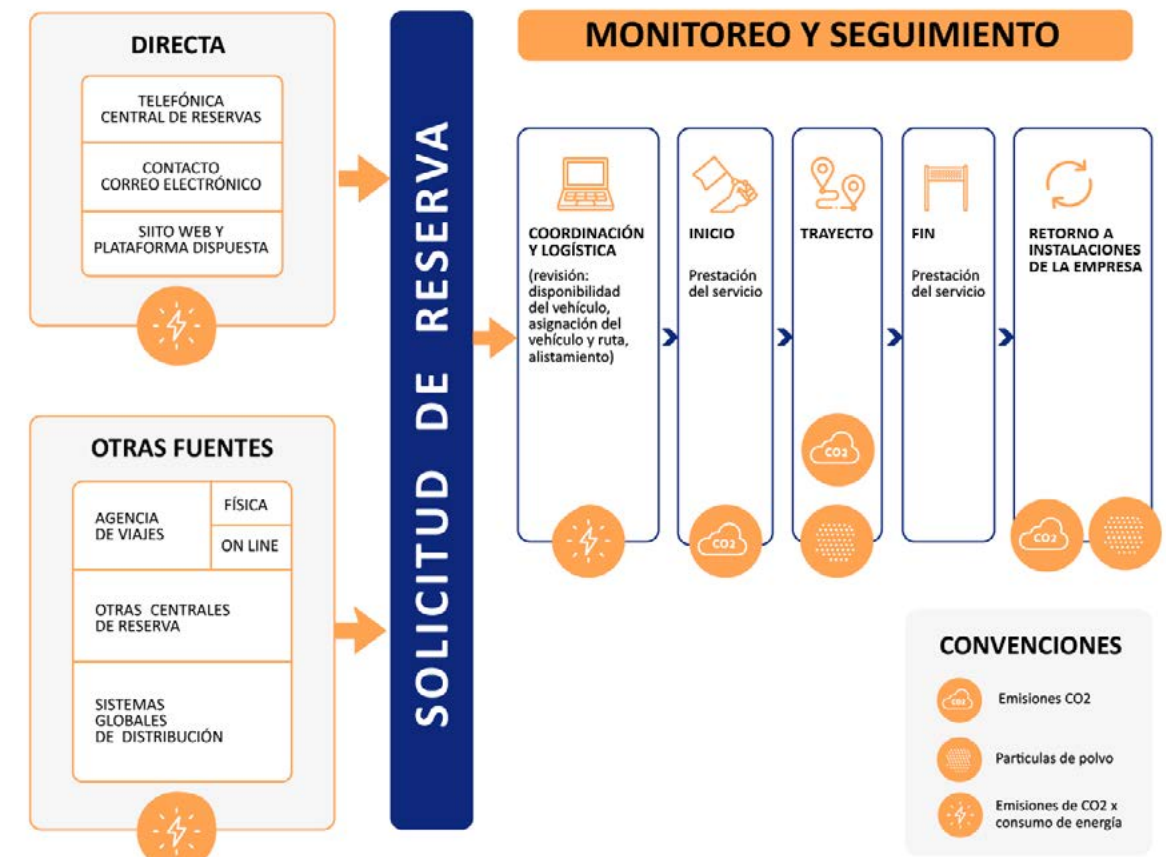 DIRECTA
TELEFÓNICA
CENTRAL DE RESERVAS
CONTACTO
CORREO ELECTRÓNICO
SIITO WEB Y
PLATAFORMA DISPUESTA
OTRAS FUENTES
AGENCIA
DE VIAJES
FÍSICA
ON LINE
OTRAS CENTRALES
DE RESERVA
SISTEMAS
GLOBALES
DE DISTRIBUCIÓN
SOLICITUD DE RESERVA
MONITOREO Y SEGUIMIENTO
COORDINACIÓN
Y LOGÍSTICA
(revisión:
disponibilidad
del vehículo,
asignación del
vehículo y ruta,
alistamiento)
INICIO
Prestación
del servicio
CO2
TRAYECTO
CO2
FIN
Prestación
del servicio
RETORNO A
INSTALACIONES
DE LA EMPRESA
CO2
CONVENCIONES
CO2
Emisiones CO2
Particulas de polvo
Emisiones de CO2 x
consumo de energía